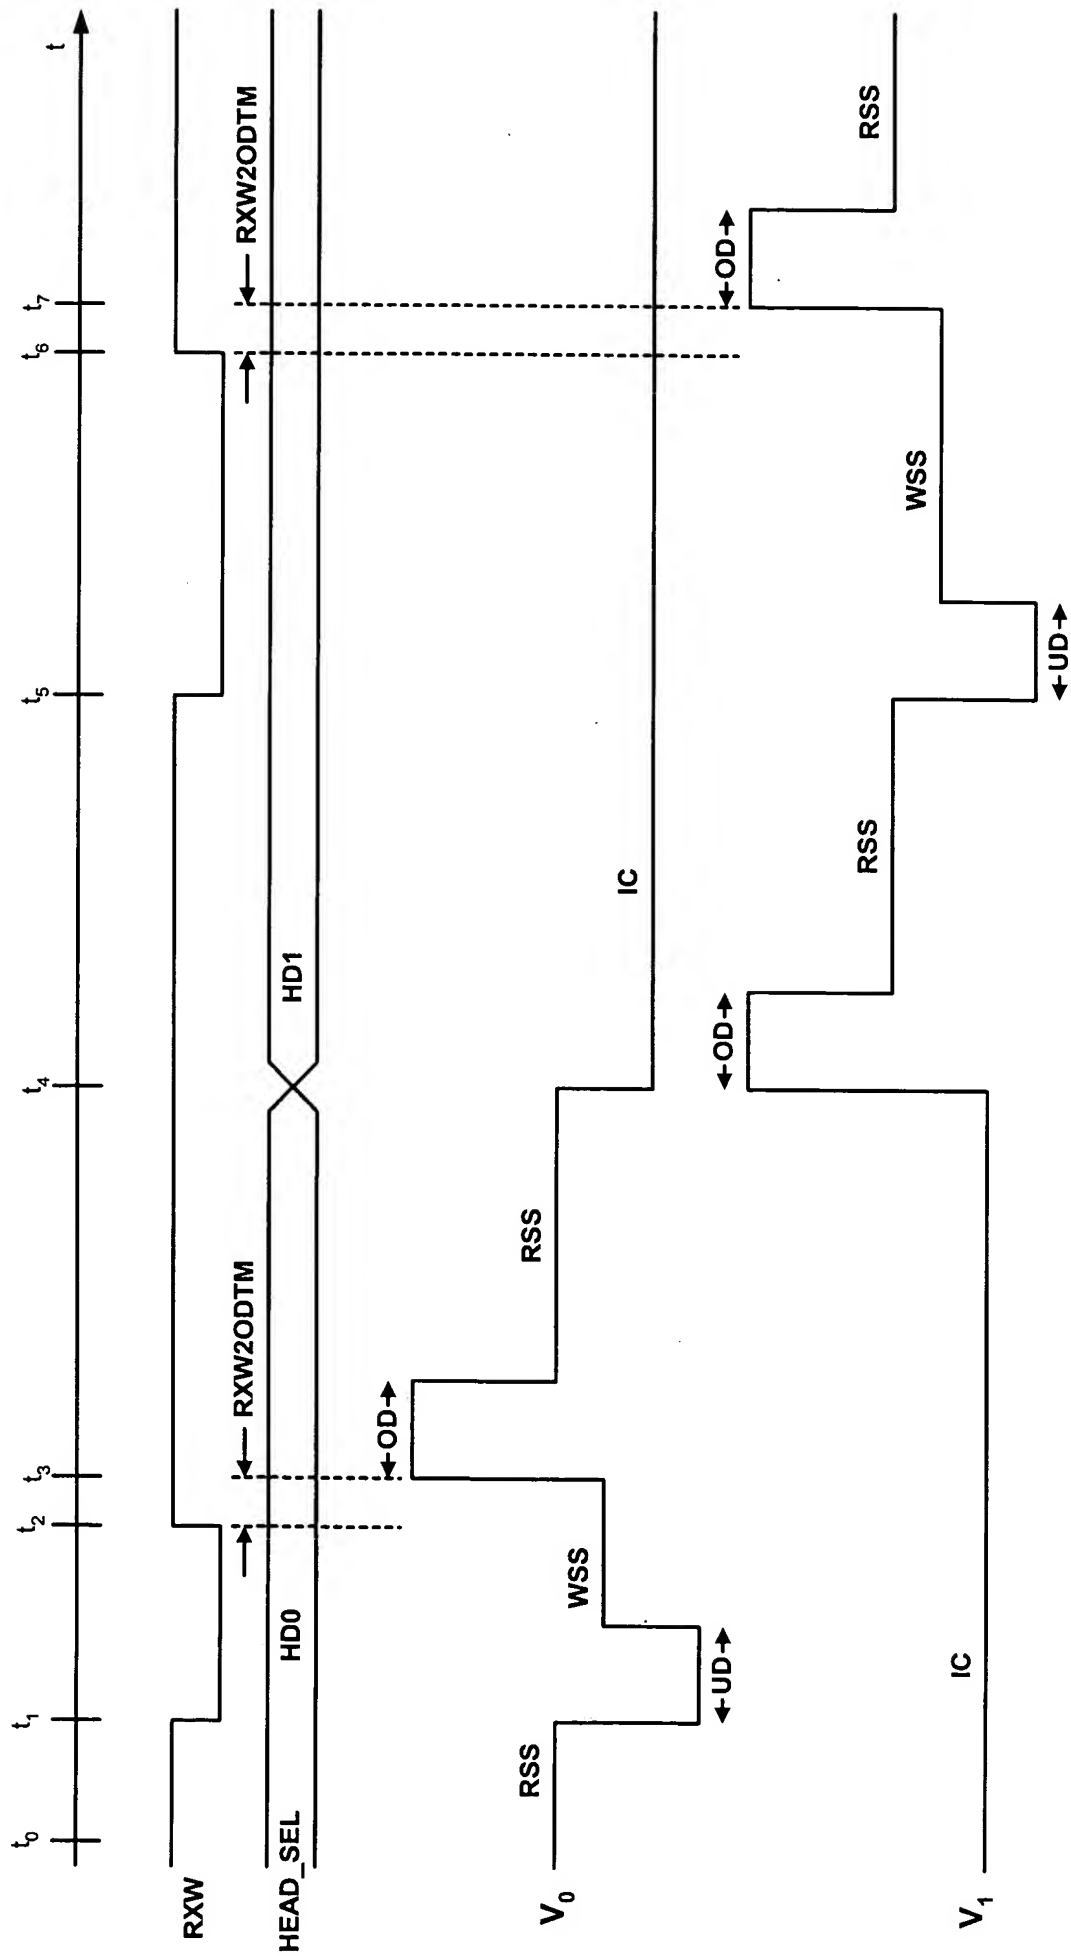 t₀ t₁ t₂ t₃ t₄ t₅ t₆ t₇ t
RXW
RXW2ODTM RXW2ODTM
HEAD_SEL HD0 HD1
OD
V₀ RSS WSS RSS IC
UD
OD OD
V₁ IC RSS WSS RSS
UD